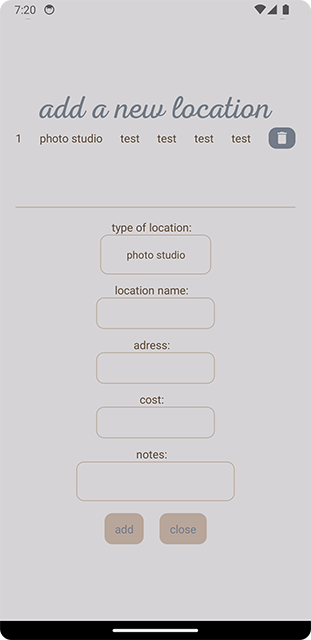 7:20
add a new location
1 photo studio test test test test
type of location:
photo studio
location name:
adress:
cost:
notes:
add close